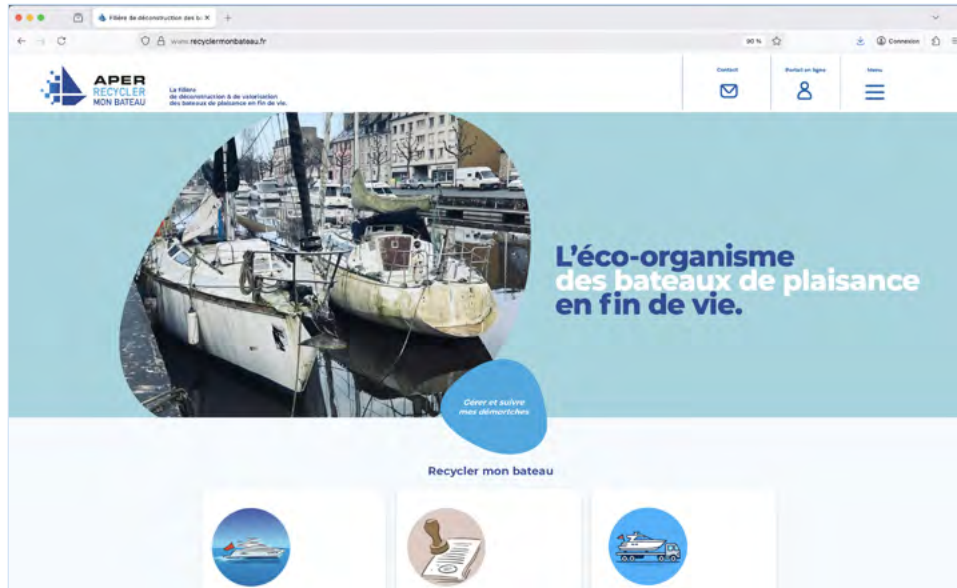 Filière de déconstruction des b
www.recyclermonbateau.fr
90 %
Connexion
APER
RECYCLER
MON BATEAU
La filière
de déconstruction & de valorisation
des bateaux de plaisance en fin de vie.
Contact
Portail en ligne
Menu
L'éco-organisme
des bateaux de plaisance
en fin de vie.
Gérer et suivre
mes démartches
Recycler mon bateau